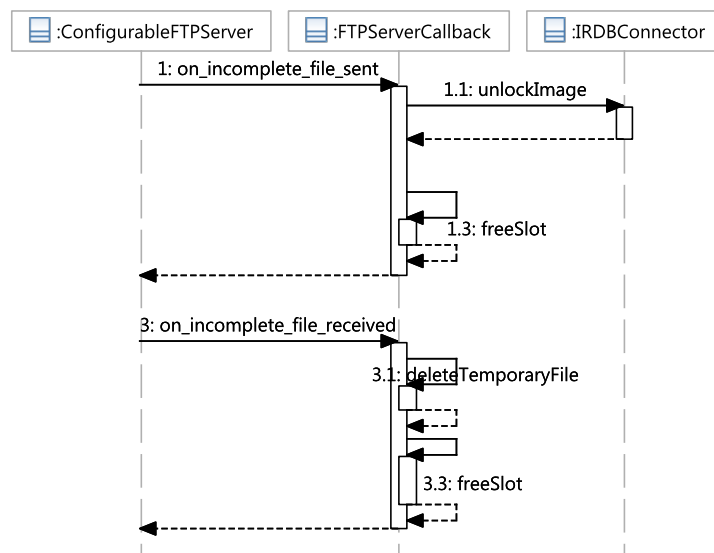 :ConfigurableFTPServer
:FTPServerCallback
:IRDBConnector
1: on_incomplete_file_sent
1.1: unlockImage
1.3: freeSlot
3: on_incomplete_file_received
3.1: deleteTemporaryFile
3.3: freeSlot